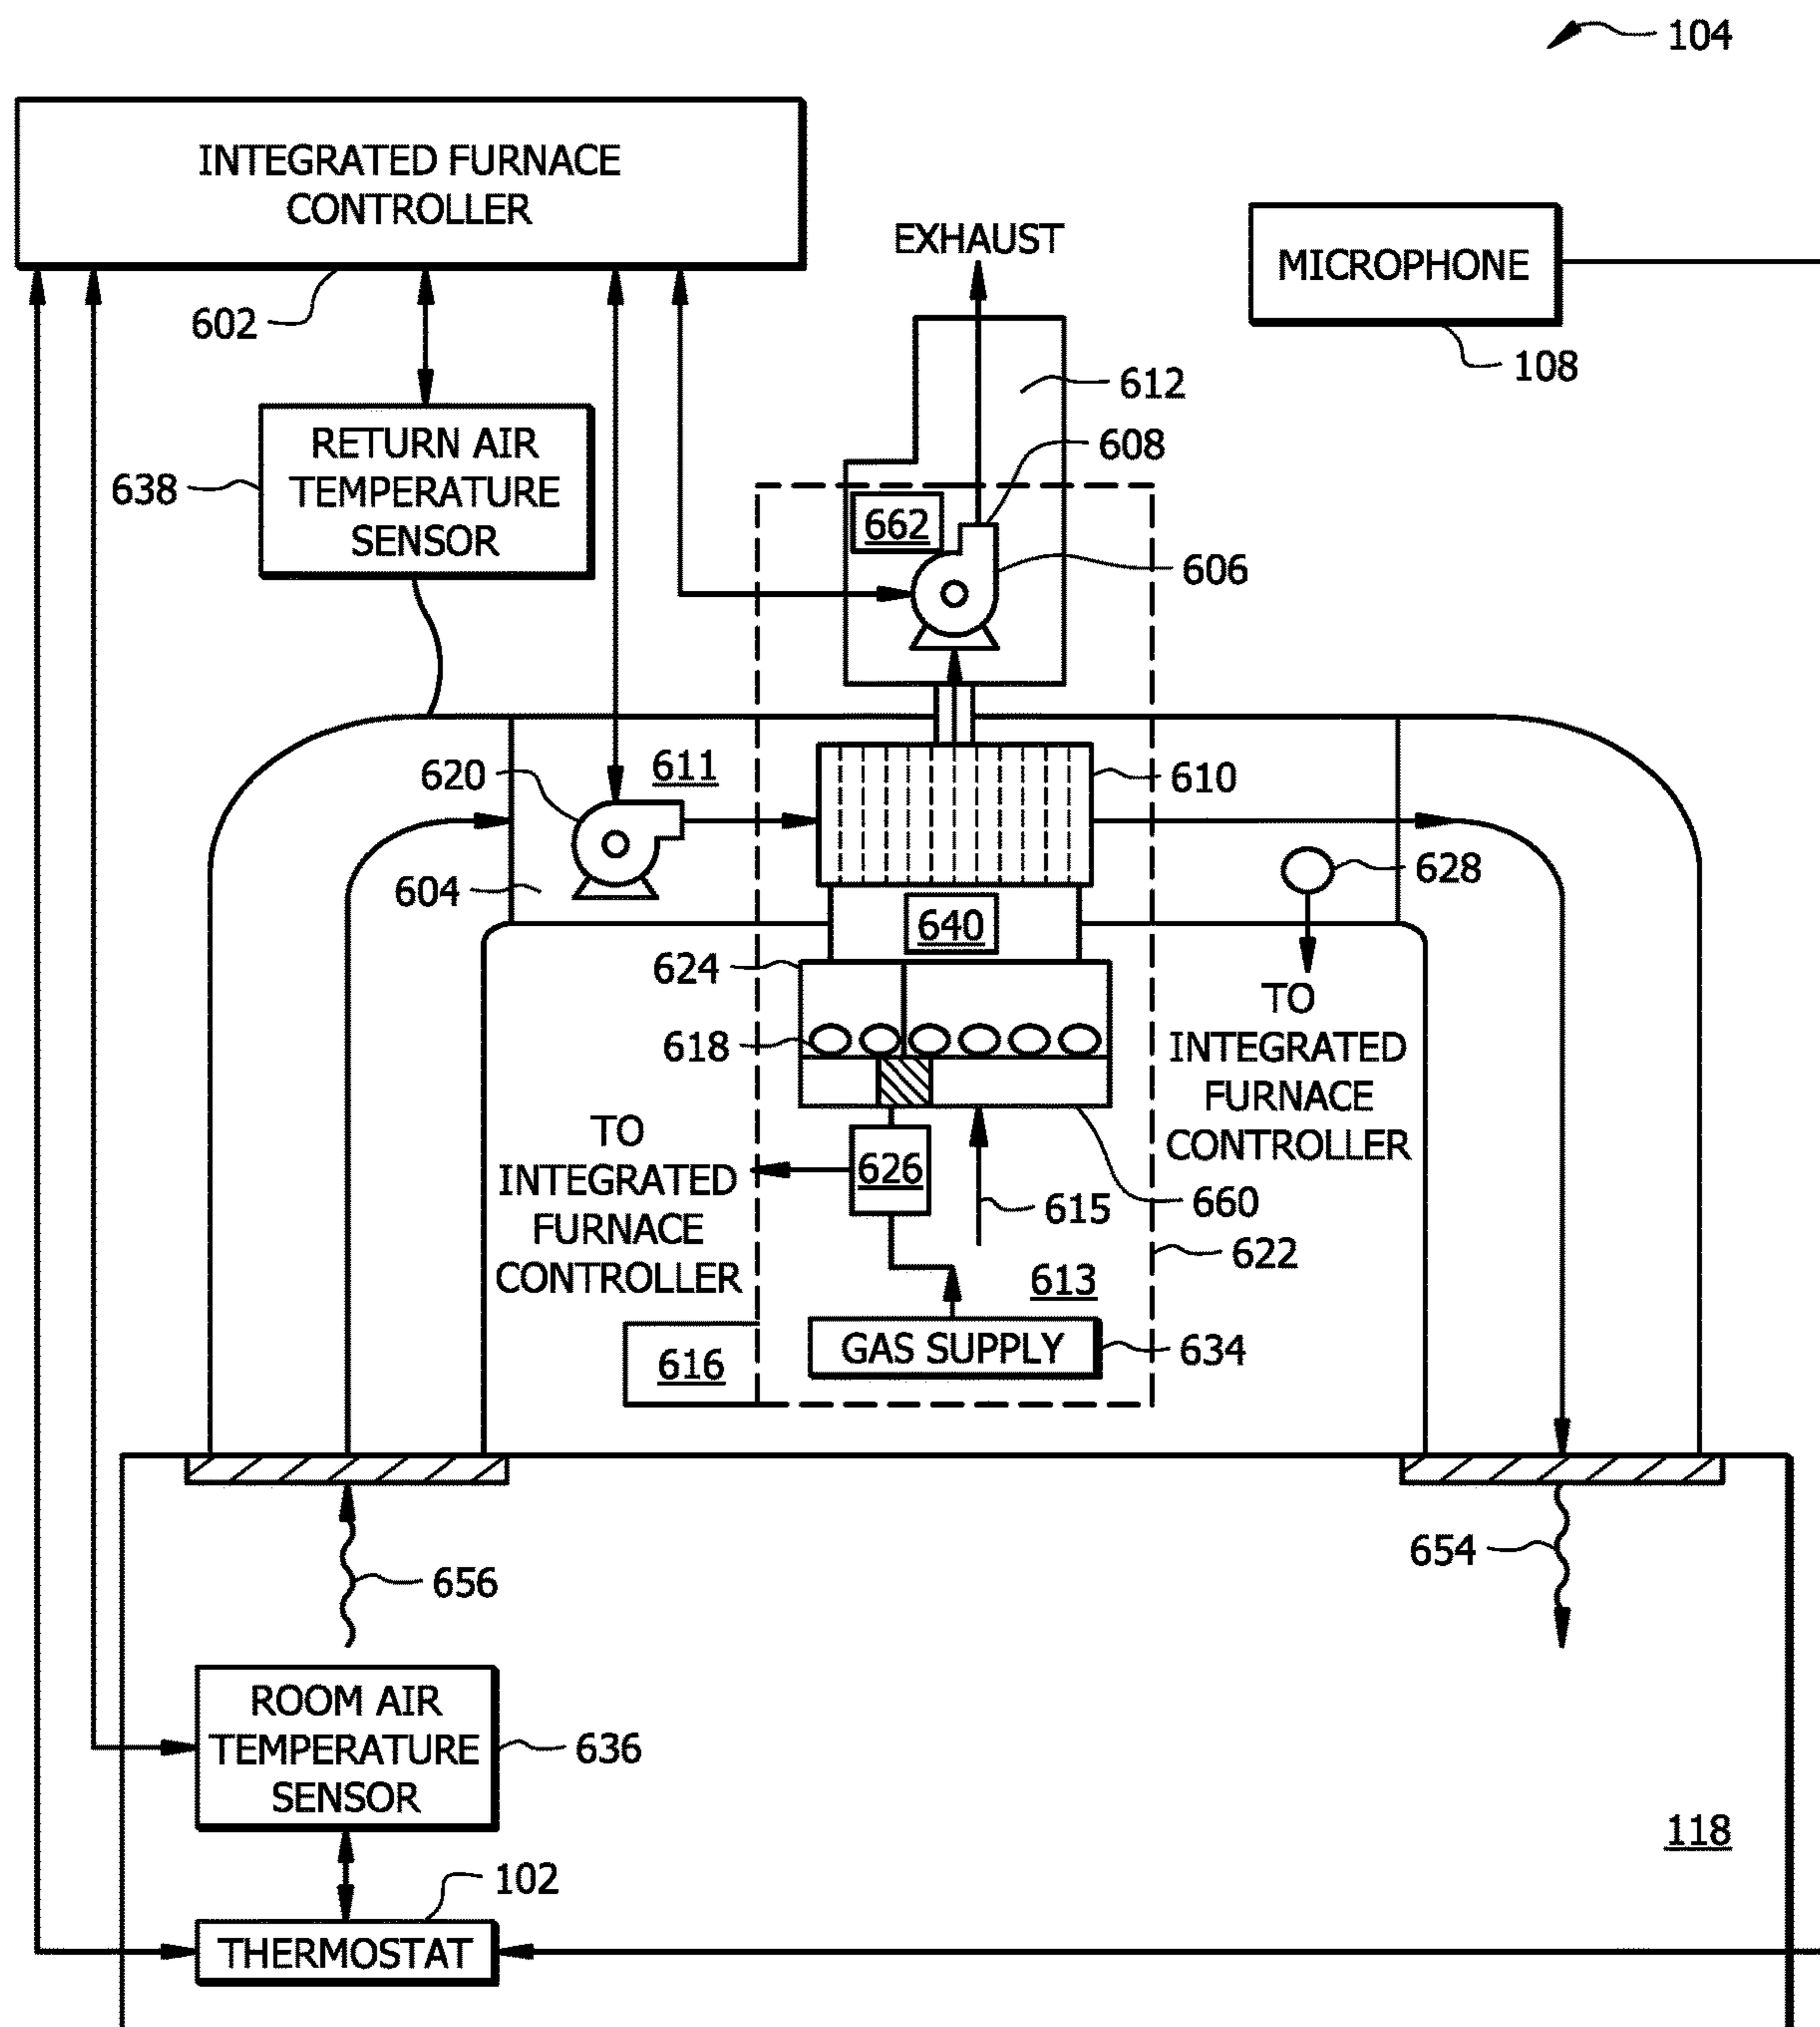 104
INTEGRATED FURNACE
CONTROLLER
602
EXHAUST
MICROPHONE
108
612
608
RETURN AIR
TEMPERATURE
SENSOR
638
662
606
620
611
610
604
628
640
624
618
TO
INTEGRATED
FURNACE
CONTROLLER
TO
INTEGRATED
FURNACE
CONTROLLER
626
615
660
622
613
616
GAS SUPPLY
634
656
654
ROOM AIR
TEMPERATURE
SENSOR
636
118
102
THERMOSTAT